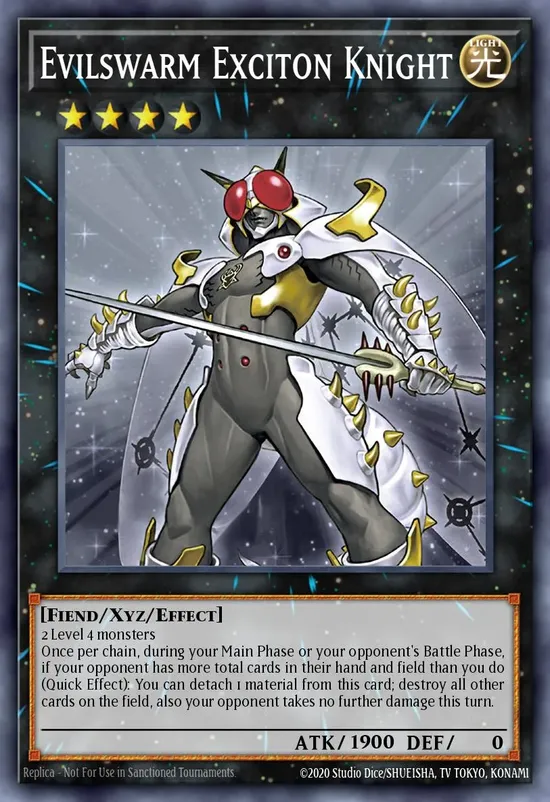 Evilswarm Exciton Knight
LIGHT
光
[Fiend/Xyz/Effect]
2 Level 4 monsters
Once per chain, during your Main Phase or your opponent's Battle Phase,
if your opponent has more total cards in their hand and field than you do
(Quick Effect): You can detach 1 material from this card; destroy all other
cards on the field, also your opponent takes no further damage this turn.
ATK/ 1900 DEF/ 0
Replica - Not For Use in Sanctioned Tournaments
©2020 Studio Dice/SHUEISHA, TV TOKYO, KONAMI